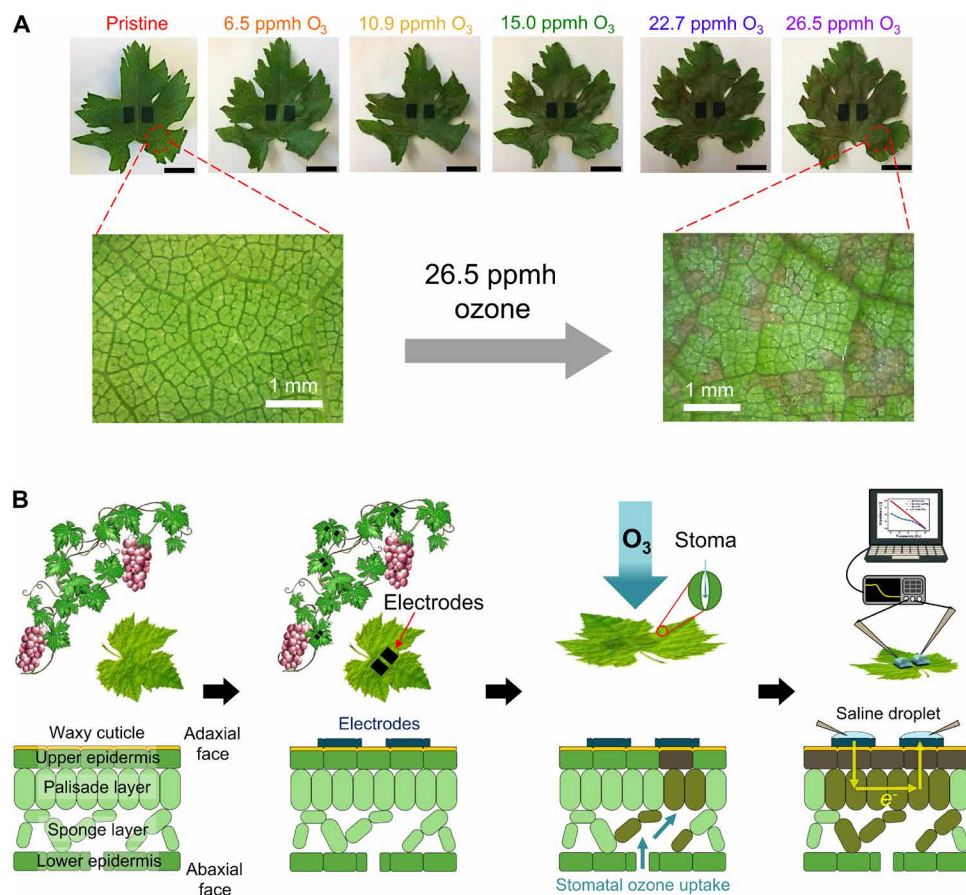 A
Pristine
6.5 ppmh O₃
10.9 ppmh O₃
15.0 ppmh O₃
22.7 ppmh O₃
26.5 ppmh O₃
26.5 ppmh
ozone
1 mm
1 mm
B
Electrodes
O₃
Stoma
Waxy cuticle
Adaxial
face
Upper epidermis
Palisade layer
Sponge layer
Lower epidermis
Abaxial
face
Electrodes
Stomatal ozone uptake
Saline droplet
e⁻